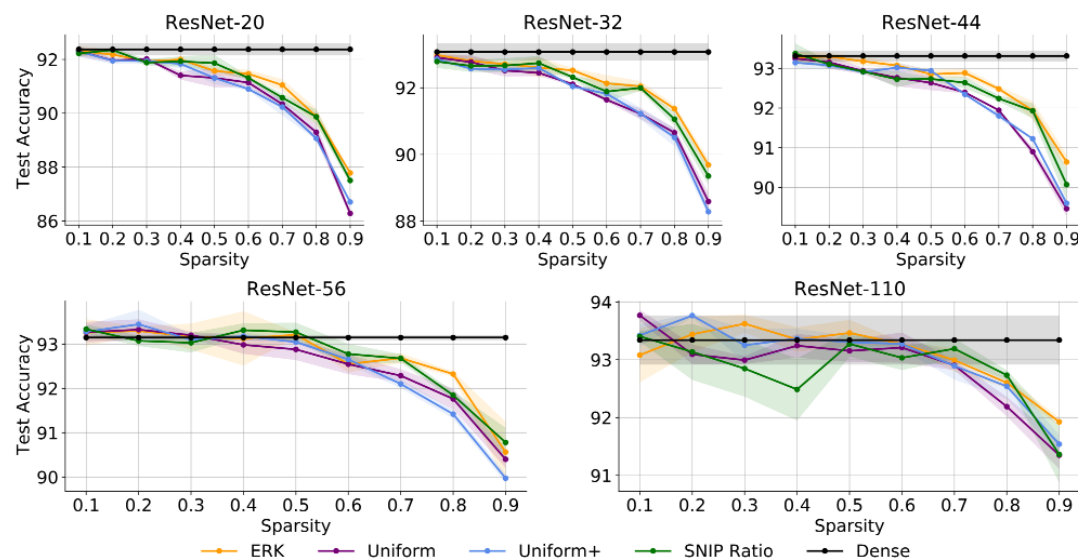 ResNet-20
ResNet-32
ResNet-44
Test Accuracy
92
90
88
86
92
90
88
93
92
91
90
0.1 0.2 0.3 0.4 0.5 0.6 0.7 0.8 0.9
0.1 0.2 0.3 0.4 0.5 0.6 0.7 0.8 0.9
0.1 0.2 0.3 0.4 0.5 0.6 0.7 0.8 0.9
Sparsity
Sparsity
Sparsity
ResNet-56
ResNet-110
Test Accuracy
93
92
91
90
94
93
92
91
0.1 0.2 0.3 0.4 0.5 0.6 0.7 0.8 0.9
0.1 0.2 0.3 0.4 0.5 0.6 0.7 0.8 0.9
Sparsity
Sparsity
ERK Uniform Uniform+ SNIP Ratio Dense